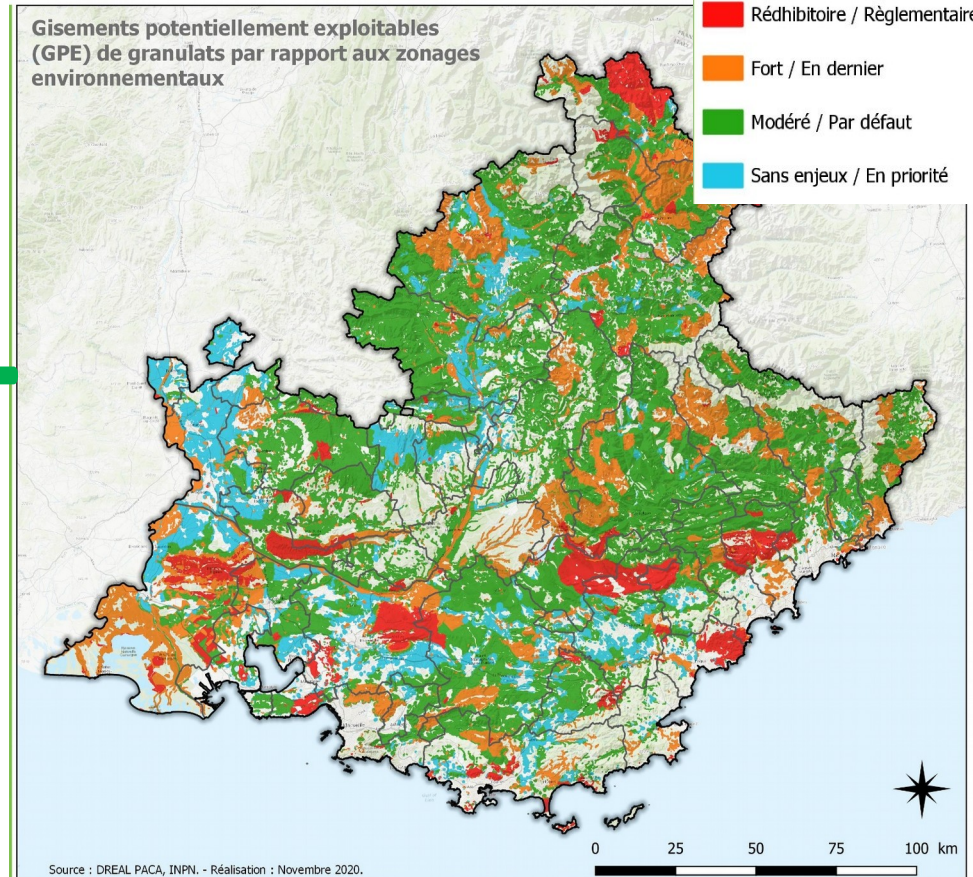 Gisements potentiellement exploitables
(GPE) de granulats par rapport aux zonages
environnementaux
Rédhibitoire / Règlementaire
Fort / En dernier
Modéré / Par défaut
Sans enjeux / En priorité
0 25 50 75 100 km
Source : DREAL PACA, INPN. - Réalisation : Novembre 2020.